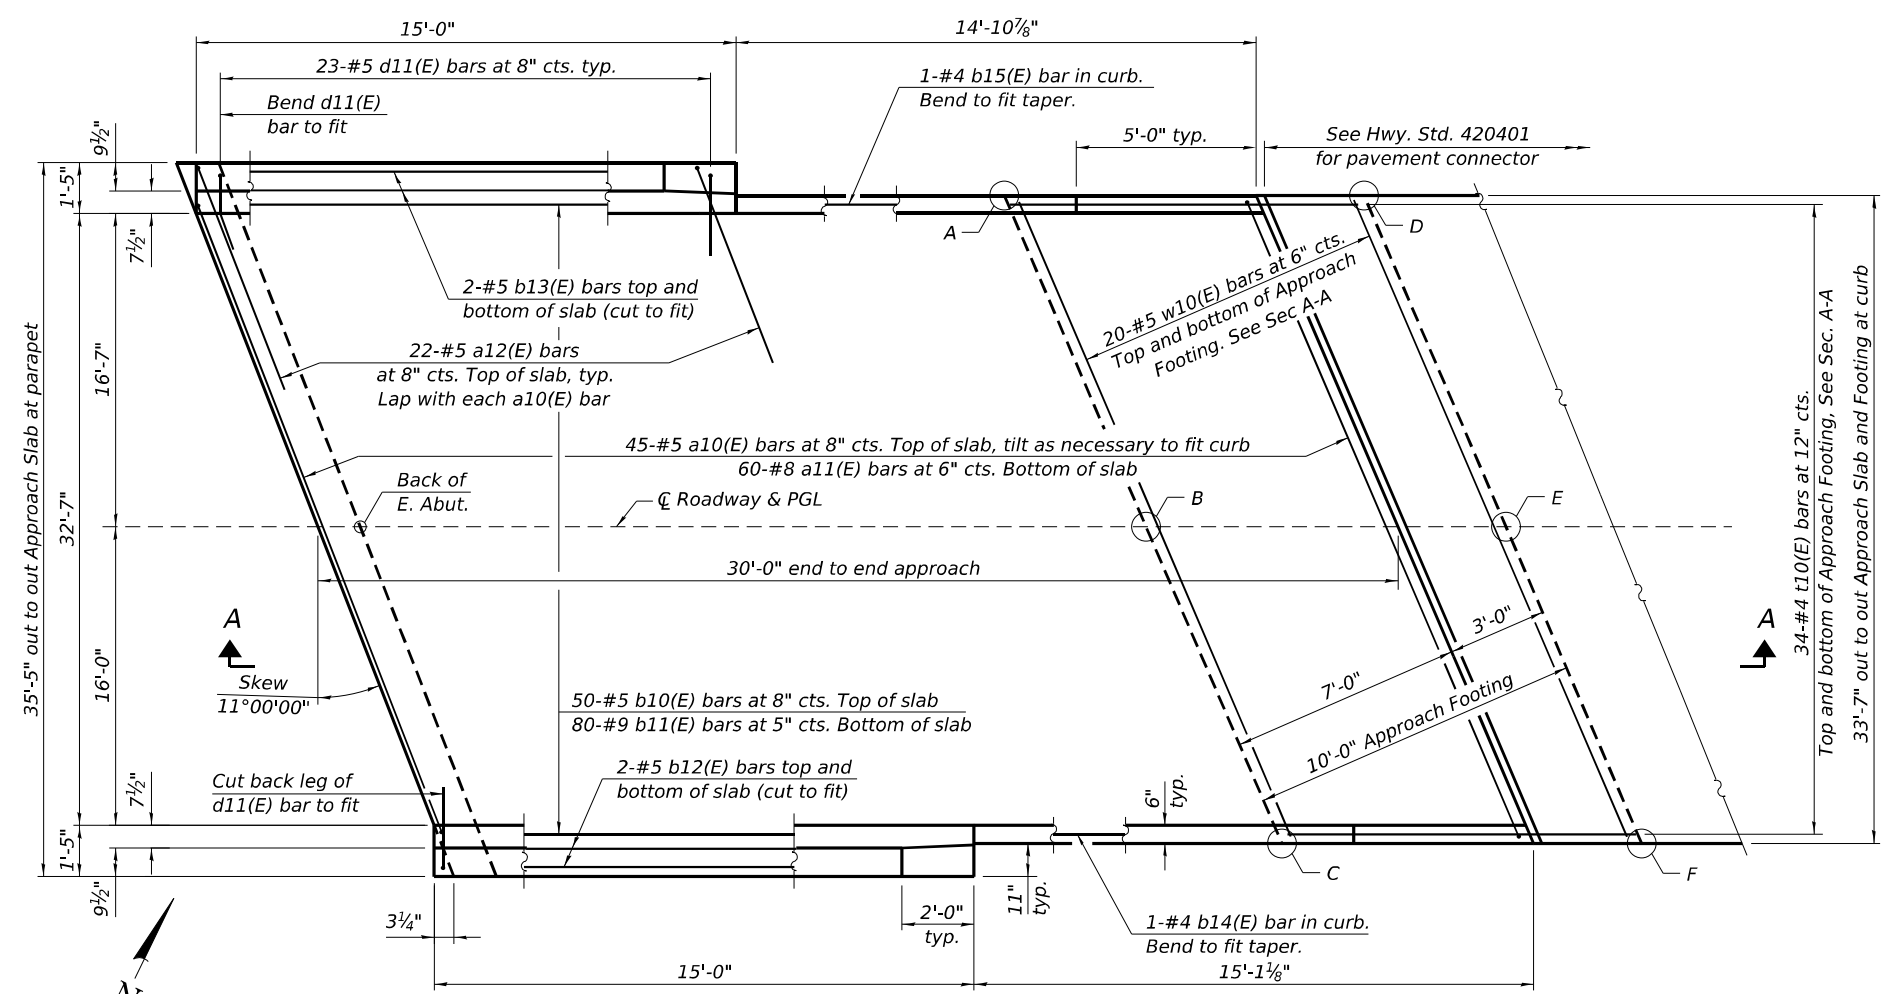 15'-0"
14'-10⅞"
23-#5 d11(E) bars at 8" cts. typ.
1-#4 b15(E) bar in curb.
Bend to fit taper.
Bend d11(E)
bar to fit
5'-0" typ.
See Hwy. Std. 420401
for pavement connector
9½"
1'-5"
7½"
A
D
2-#5 b13(E) bars top and
bottom of slab (cut to fit)
20-#5 w10(E) bars at 6" cts.
Top and bottom of Approach
Footing. See Sec A-A
22-#5 a12(E) bars
at 8" cts. Top of slab, typ.
Lap with each a10(E) bar
16'-7"
35'-5" out to out Approach Slab at parapet
32'-7"
45-#5 a10(E) bars at 8" cts. Top of slab, tilt as necessary to fit curb
60-#8 a11(E) bars at 6" cts. Bottom of slab
Back of
E. Abut.
℄ Roadway & PGL
B
E
30'-0" end to end approach
34-#4 t10(E) bars at 12" cts.
Top and bottom of Approach Footing, See Sec. A-A
33'-7" out to out Approach Slab and Footing at curb
A
A
16'-0"
Skew
11°00'00"
3'-0"
7'-0"
10'-0" Approach Footing
50-#5 b10(E) bars at 8" cts. Top of slab
80-#9 b11(E) bars at 5" cts. Bottom of slab
2-#5 b12(E) bars top and
bottom of slab (cut to fit)
Cut back leg of
d11(E) bar to fit
7½"
1'-5"
9½"
6"
typ.
C
F
11"
typ.
3¼"
2'-0"
typ.
1-#4 b14(E) bar in curb.
Bend to fit taper.
15'-0"
15'-1⅛"
N